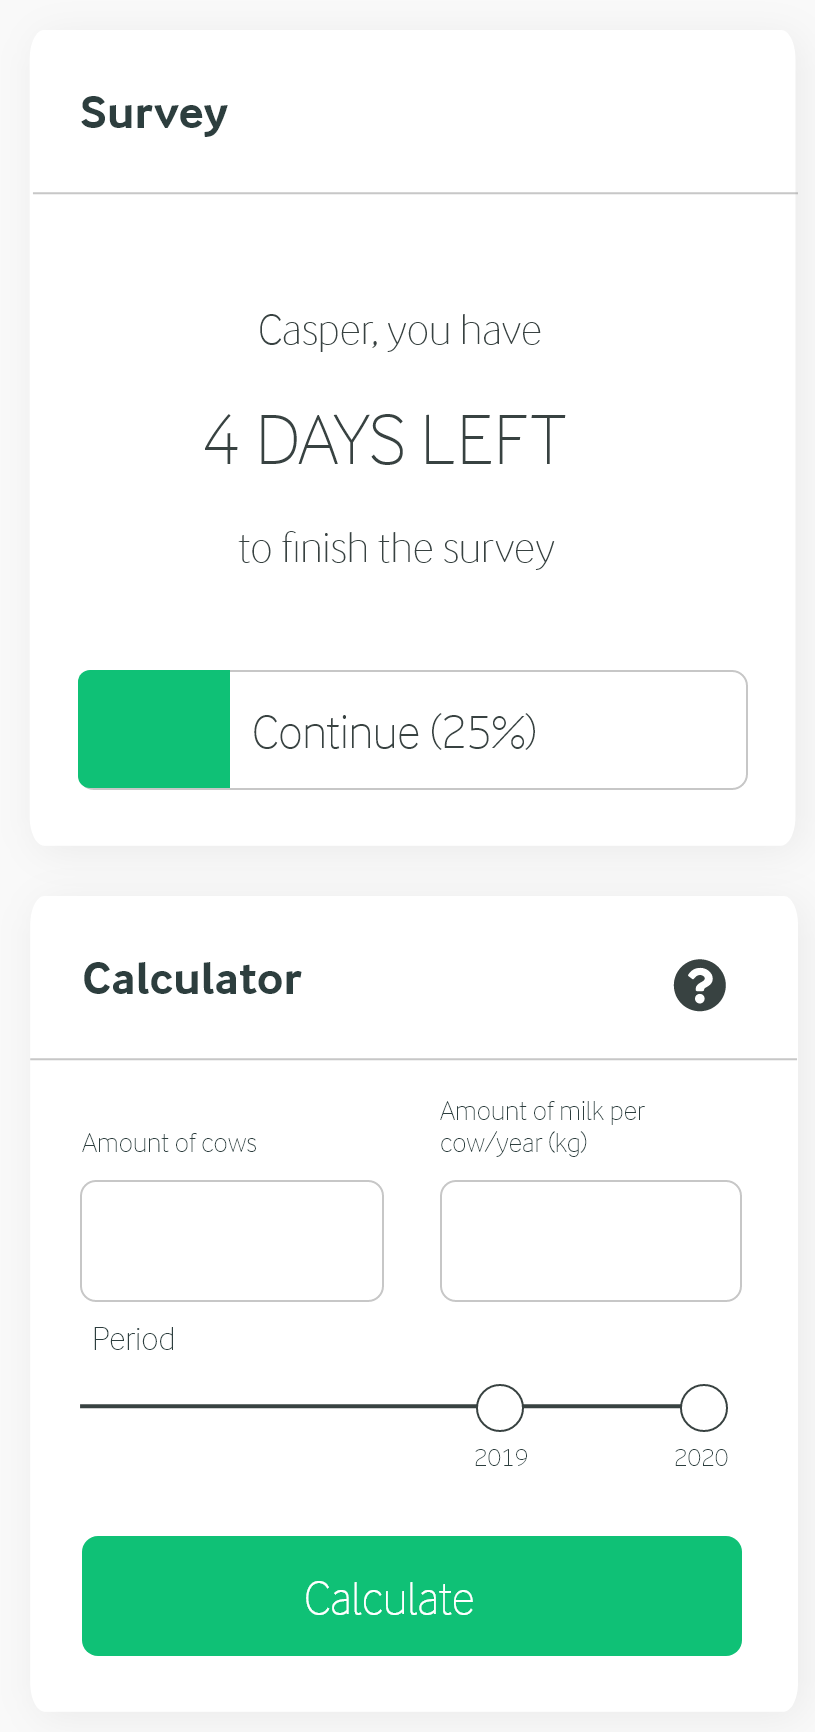 Survey
Casper, you have
4 DAYS LEFT
to finish the survey
Continue (25%)
Calculator
?
Amount of cows
Amount of milk per
cow/year (kg)
Period
2019
2020
Calculate